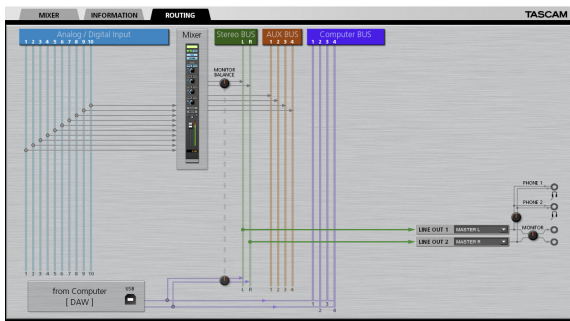 MIXER INFORMATION ROUTING TASCAM
Analog / Digital Input Mixer Stereo BUS AUX BUS Computer BUS
1 2 3 4 5 6 7 8 9 10 L R 1 2 3 4 1 2 3 4
MONITOR
BALANCE
PHONE 1
PHONE 2
LINE OUT 1 MASTER L MONITOR
LINE OUT 2 MASTER R
1 2 3 4 5 6 7 8 9 10
L R 1 2 3 4
from Computer USB
[ DAW ]
1 3
2 4